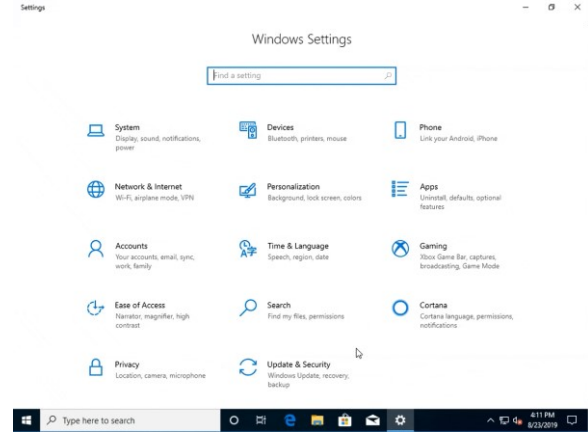 Settings
Windows Settings
Find a setting
System
Display, sound, notifications,
power
Devices
Bluetooth, printers, mouse
Phone
Link your Android, iPhone
Network & Internet
Wi-Fi, airplane mode, VPN
Personalization
Background, lock screen, colors
Apps
Uninstall, defaults, optional
features
Accounts
Your accounts, email, sync,
work, family
Time & Language
Speech, region, date
Gaming
Xbox Game Bar, captures,
broadcasting, Game Mode
Ease of Access
Narrator, magnifier, high
contrast
Search
Find my files, permissions
Cortana
Cortana language, permissions,
notifications
Privacy
Location, camera, microphone
Update & Security
Windows Update, recovery,
backup
Type here to search
4:11 PM
8/23/2019